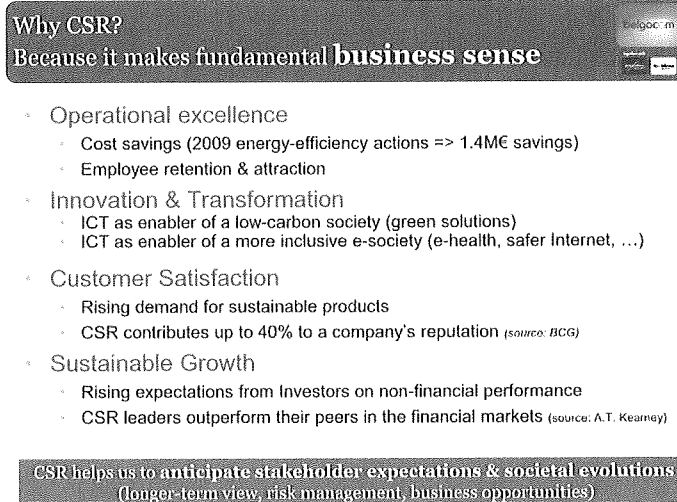 Why CSR?
Because it makes fundamental business sense
belgacom
Operational excellence
Cost savings (2009 energy-efficiency actions => 1.4M€ savings)
Employee retention & attraction
Innovation & Transformation
ICT as enabler of a low-carbon society (green solutions)
ICT as enabler of a more inclusive e-society (e-health, safer Internet, …)
Customer Satisfaction
Rising demand for sustainable products
CSR contributes up to 40% to a company's reputation (source: BCG)
Sustainable Growth
Rising expectations from Investors on non-financial performance
CSR leaders outperform their peers in the financial markets (source: A.T. Kearney)
CSR helps us to anticipate stakeholder expectations & societal evolutions
(longer-term view, risk management, business opportunities)